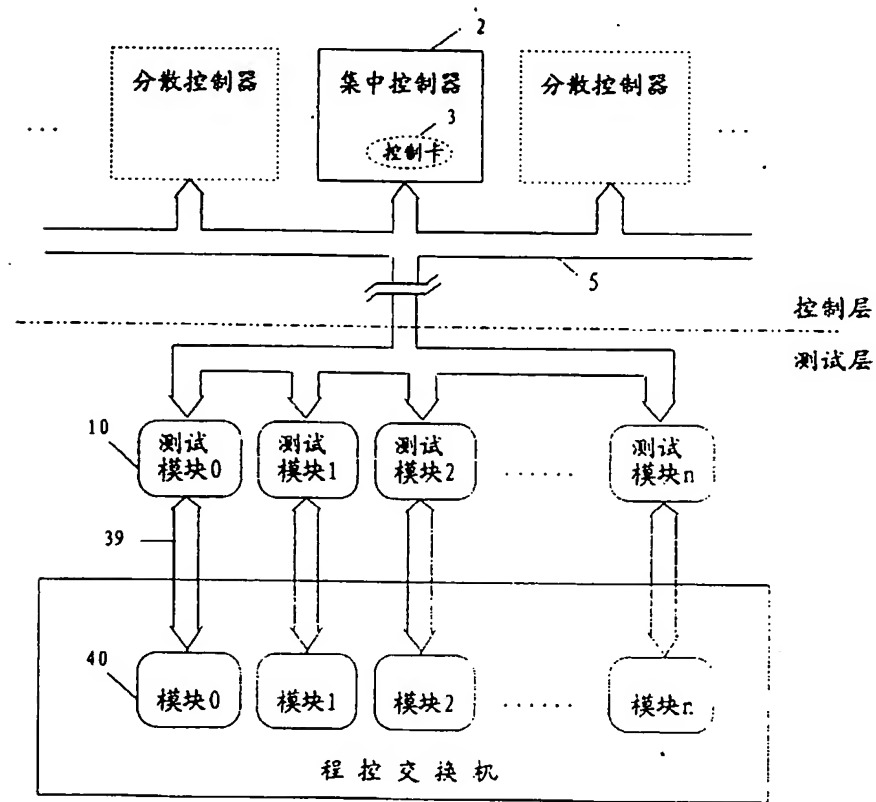 2
分散控制器
集中控制器
分散控制器
3
...
控制卡
...
5
控制层
测试层
10
测试
模块0
测试
模块1
测试
模块2
......
测试
模块n
39
40
模块0
模块1
模块2
......
模块n
程控交换机